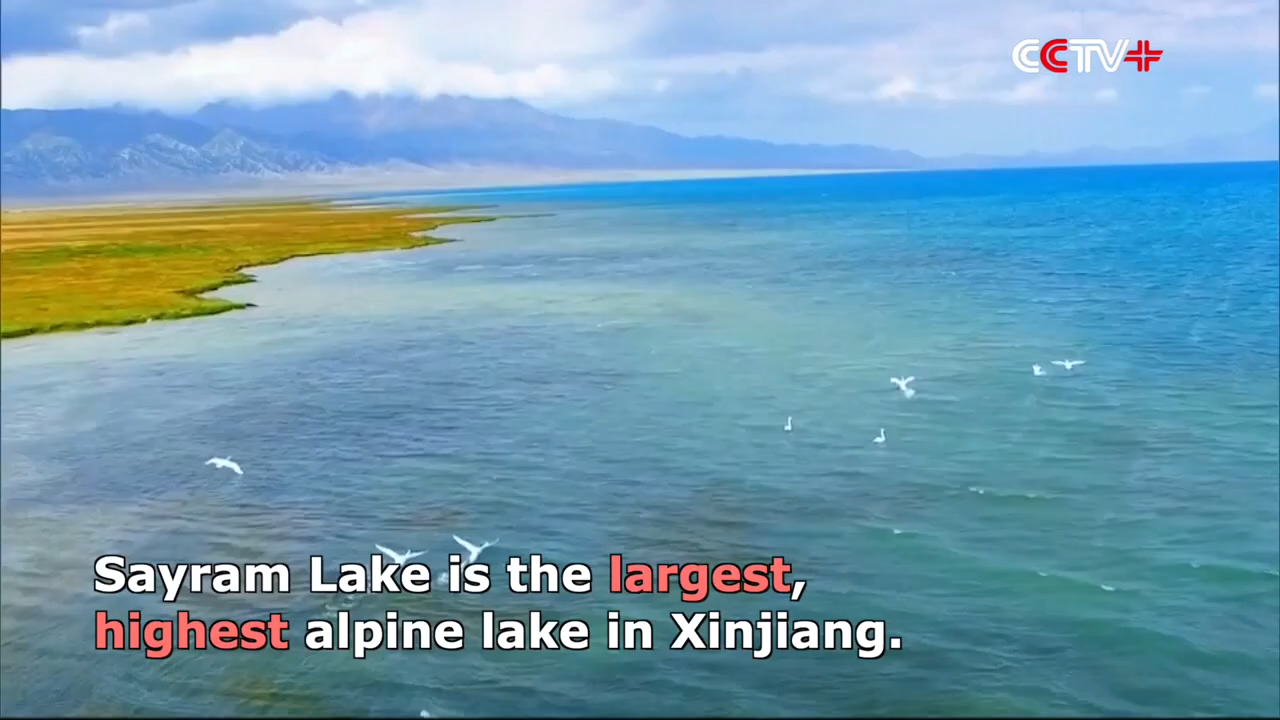 CCTV+
Sayram Lake is the largest,
highest alpine lake in Xinjiang.